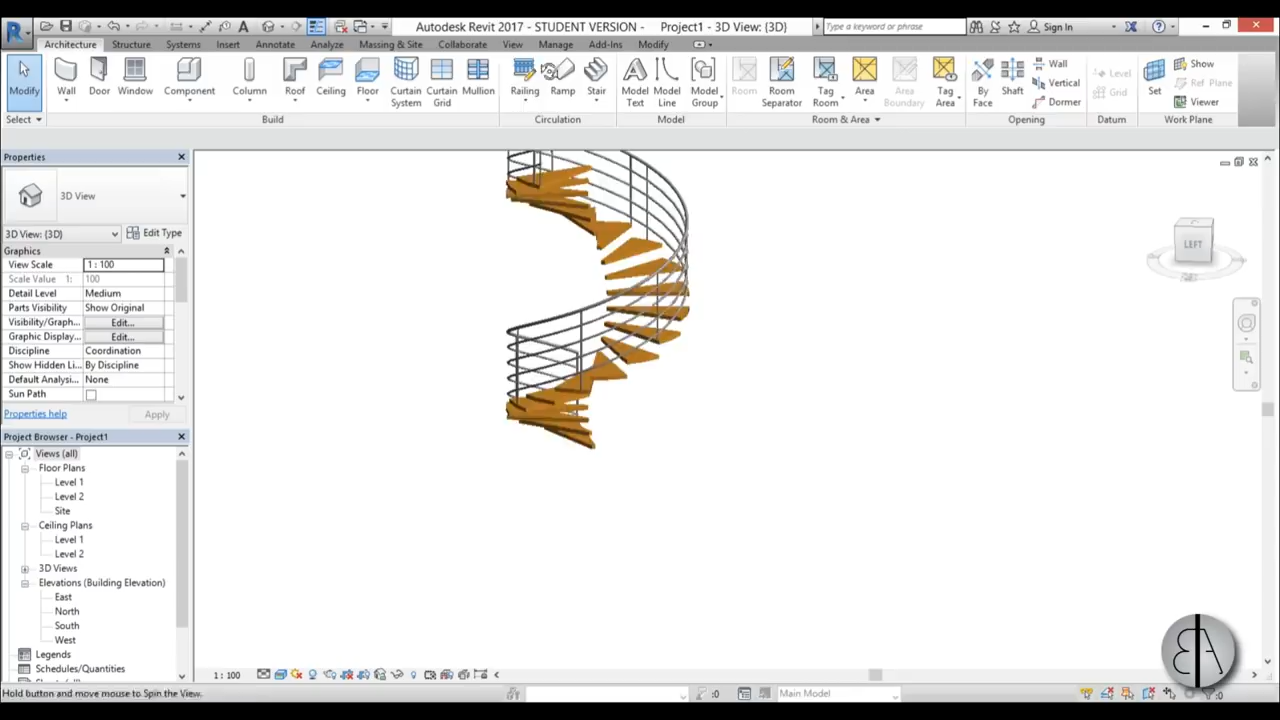 Autodesk Revit 2017 - STUDENT VERSION - Project1 - 3D View: {3D}
Type a keyword or phrase
Sign In
Architecture Structure Systems Insert Annotate Analyze Massing & Site Collaborate View Manage Add-Ins Modify
Modify Wall Door Window Component Column Roof Ceiling Floor Curtain System Curtain Grid Mullion Railing Ramp Stair Model Text Model Line Model Group Room Room Separator Tag Room Area Area Boundary Tag Area By Face Shaft Wall Vertical Dormer Level Grid Set Show Ref Plane Viewer
Select Build Circulation Model Room & Area Opening Datum Work Plane
Properties
3D View
3D View: {3D} Edit Type
Graphics
View Scale 1 : 100
Scale Value 1: 100
Detail Level Medium
Parts Visibility Show Original
Visibility/Graph... Edit...
Graphic Display... Edit...
Discipline Coordination
Show Hidden Li... By Discipline
Default Analysi... None
Sun Path
Properties help Apply
Project Browser - Project1
Views (all)
Floor Plans
Level 1
Level 2
Site
Ceiling Plans
Level 1
Level 2
3D Views
Elevations (Building Elevation)
East
North
South
West
Legends
Schedules/Quantities
LEFT
1 : 100
Hold button and move mouse to Spin the View.
:0
Main Model
:0